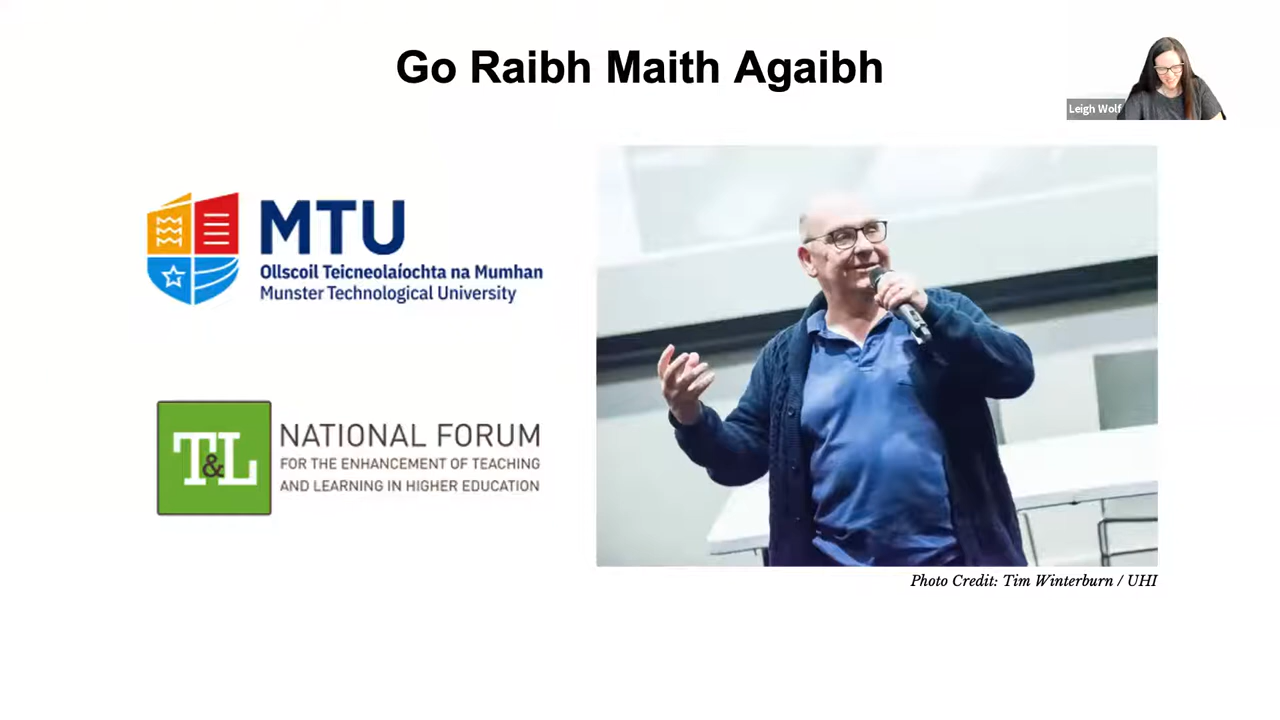 Go Raibh Maith Agaibh
Leigh Wolf
MTU
Ollscoil Teicneolaíochta na Mumhan
Munster Technological University
T&L
NATIONAL FORUM
FOR THE ENHANCEMENT OF TEACHING
AND LEARNING IN HIGHER EDUCATION
Photo Credit: Tim Winterburn / UHI